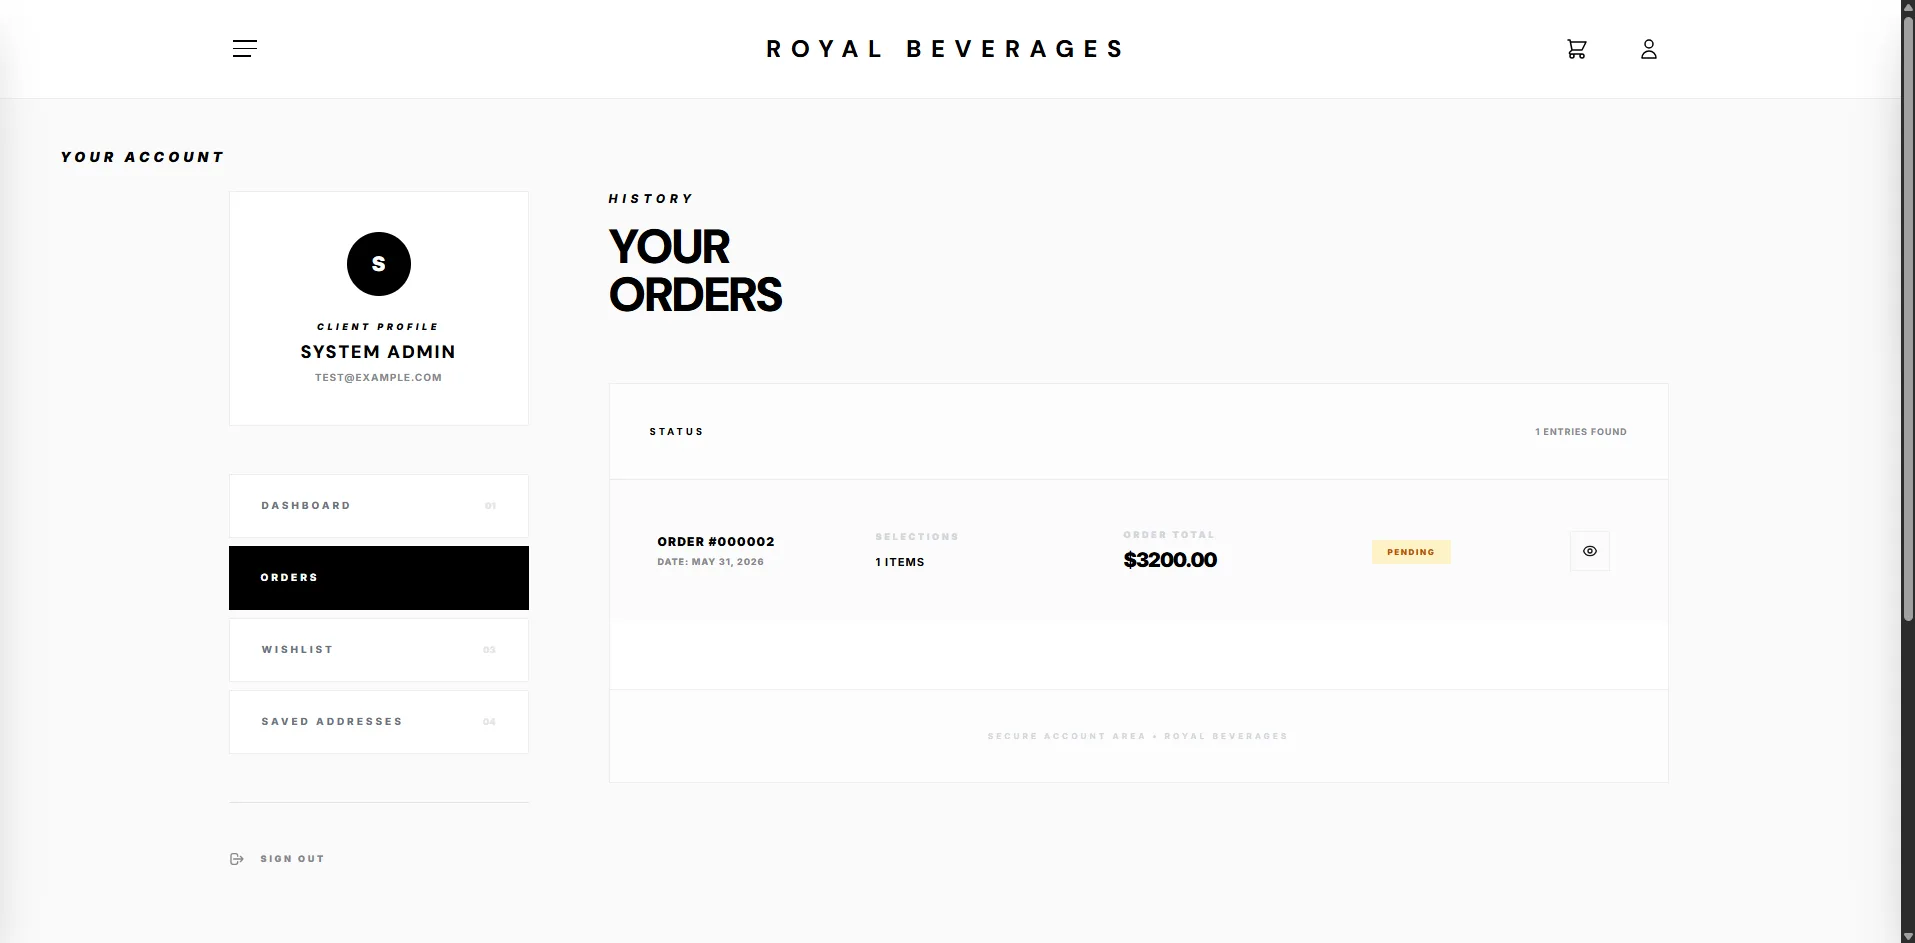 ROYAL BEVERAGES
YOUR ACCOUNT
S
CLIENT PROFILE
SYSTEM ADMIN
TEST@EXAMPLE.COM
DASHBOARD 01
ORDERS
WISHLIST 03
SAVED ADDRESSES 04
SIGN OUT
HISTORY
YOUR
ORDERS
STATUS 1 ENTRIES FOUND
ORDER #000002
DATE: MAY 31, 2026
SELECTIONS
1 ITEMS
ORDER TOTAL
$3200.00
PENDING
SECURE ACCOUNT AREA • ROYAL BEVERAGES